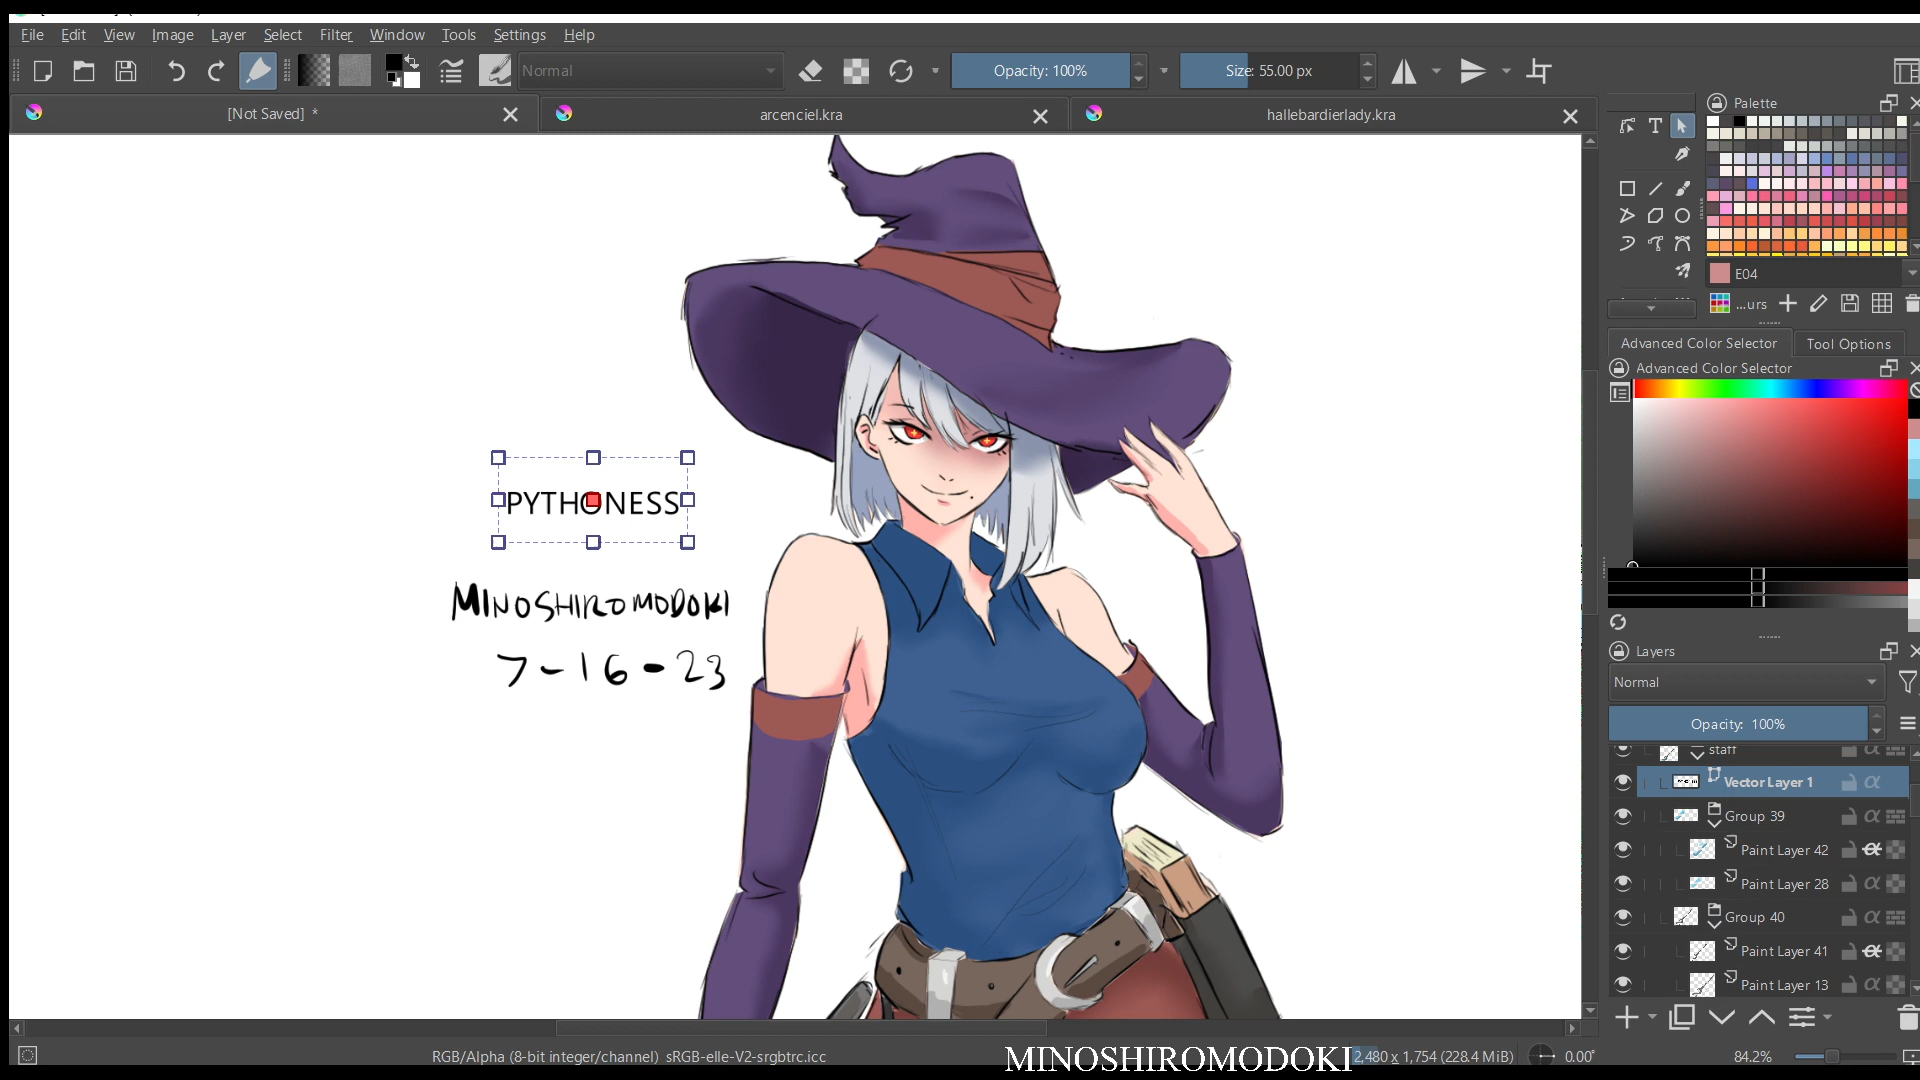 File Edit View Image Layer Select Filter Window Tools Settings Help
Normal
Opacity: 100%
Size: 55.00 px
[Not Saved] *
arcenciel.kra
hallebardierlady.kra
Palette
E04
...urs
Advanced Color Selector
Tool Options
Advanced Color Selector
PYTHONESS
MINOSHIROMODOKI
7-16-23
Layers
Normal
Opacity: 100%
staff
Vector Layer 1
Group 39
Paint Layer 42
Paint Layer 28
Group 40
Paint Layer 41
Paint Layer 13
RGB/Alpha (8-bit integer/channel) sRGB-elle-V2-srgbtrc.icc
MINOSHIROMODOKI
2,480 x 1,754 (228.4 MiB)
0.00°
84.2%